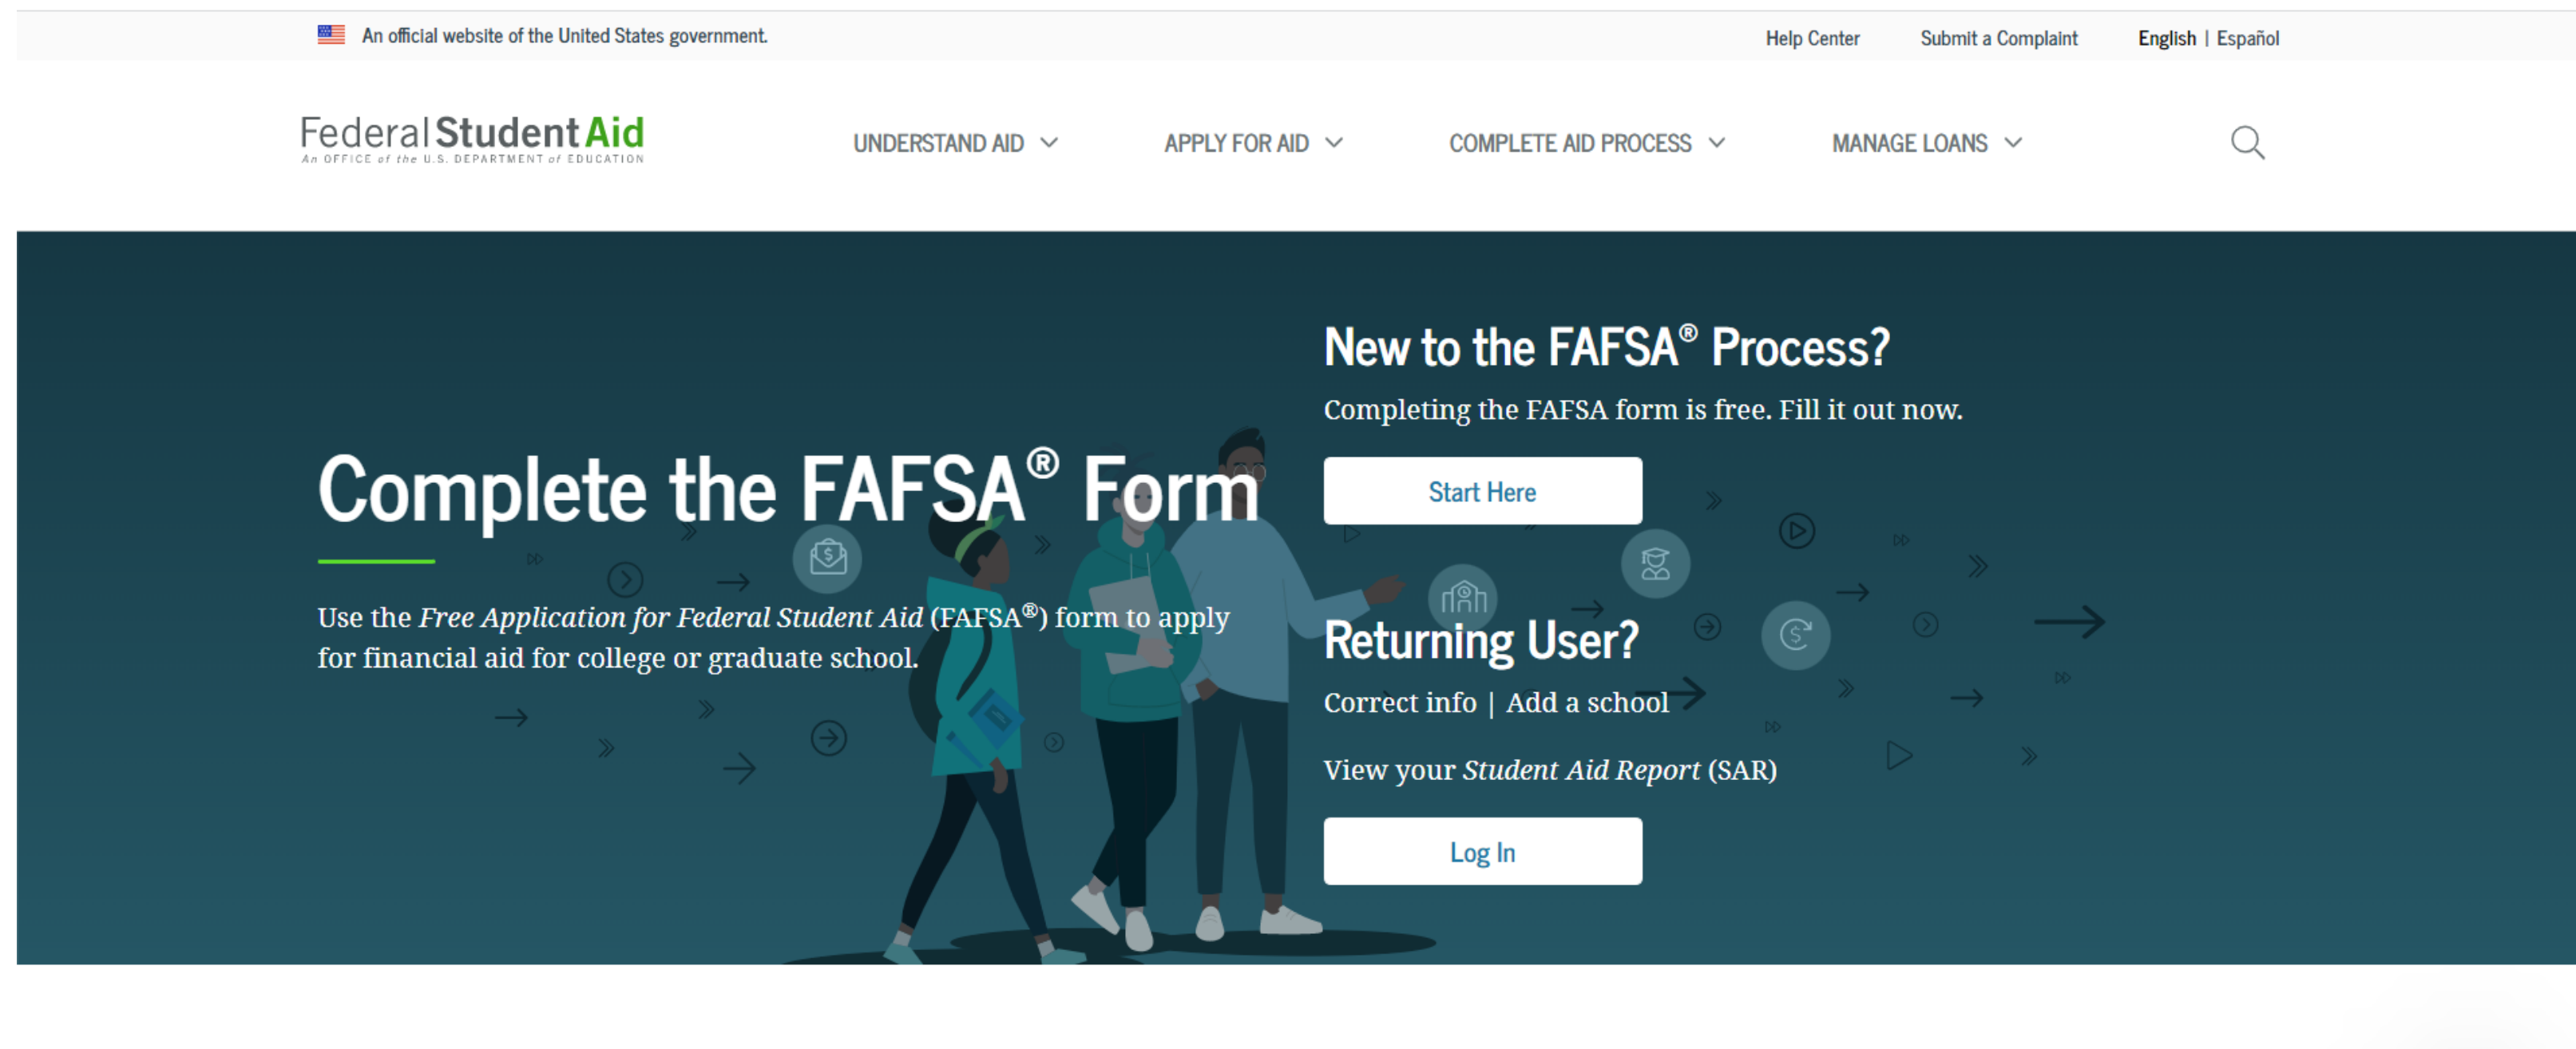 An official website of the United States government.
Help Center
Submit a Complaint
English | Español
Federal Student Aid
An OFFICE of the U.S. DEPARTMENT of EDUCATION
UNDERSTAND AID
APPLY FOR AID
COMPLETE AID PROCESS
MANAGE LOANS
Complete the FAFSA® Form
Use the Free Application for Federal Student Aid (FAFSA®) form to apply
for financial aid for college or graduate school.
New to the FAFSA® Process?
Completing the FAFSA form is free. Fill it out now.
Start Here
Returning User?
Correct info | Add a school
View your Student Aid Report (SAR)
Log In